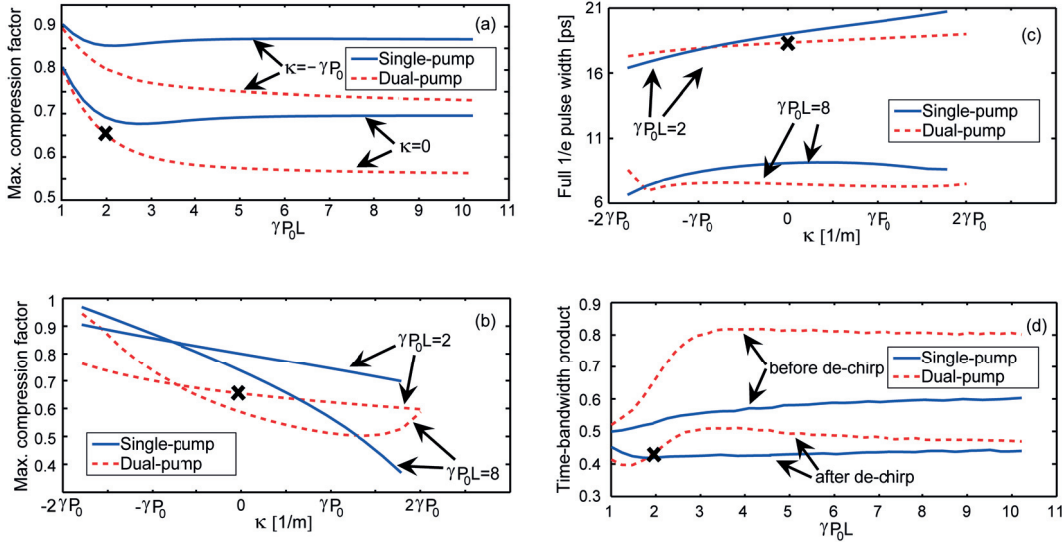 (a)
Max. compression factor
0.9
0.8
0.7
0.6
0.5
Single-pump
Dual-pump
κ=−γP₀
κ=0
1 2 3 4 5 6 7 8 9 10 11
γP₀L
(c)
Full 1/e pulse width [ps]
21
18
16
12
9
6
Single-pump
Dual-pump
γP₀L=2
γP₀L=8
-2γP₀ -γP₀ 0 γP₀ 2γP₀
κ [1/m]
(b)
Max. compression factor
1
0.9
0.8
0.7
0.6
0.5
0.4
γP₀L=2
γP₀L=8
Single-pump
Dual-pump
-2γP₀ -γP₀ 0 γP₀ 2γP₀
κ [1/m]
(d)
Time-bandwidth product
0.9
0.8
0.7
0.6
0.5
0.4
0.3
Single-pump
Dual-pump
before de-chirp
after de-chirp
1 2 3 4 5 6 7 8 9 10 11
γP₀L